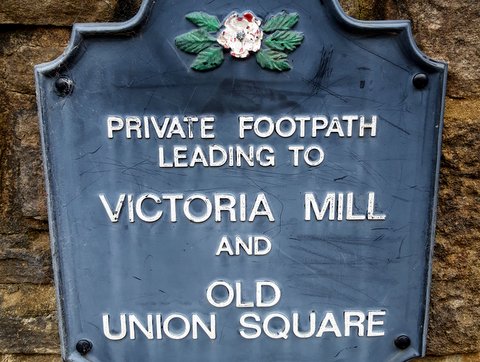 PRIVATE FOOTPATH
LEADING TO
VICTORIA MILL
AND
OLD
UNION SQUARE